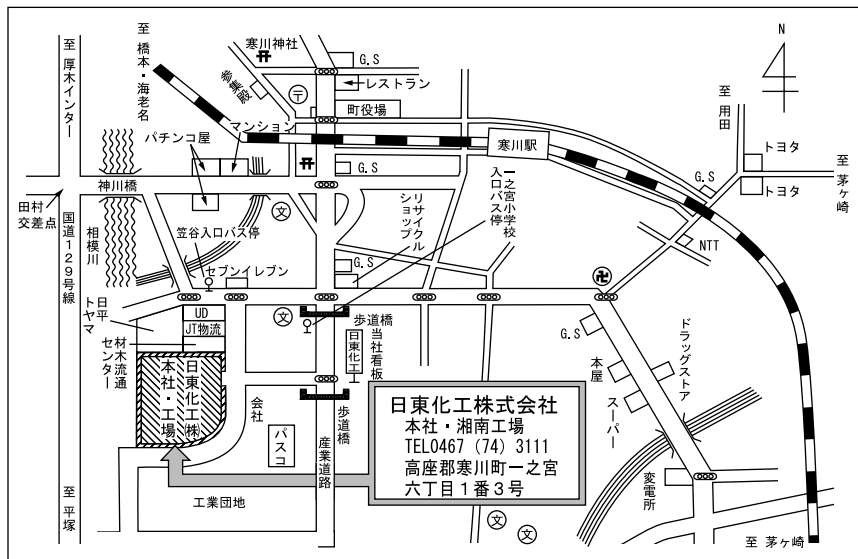 至 橋本・海老名
至 厚木インター
寒川神社
G.S
参集殿
〒
レストラン
町役場
マンション
パチンコ屋
寒川駅
至 用田
N
トヨタ
トヨタ
至 茅ヶ崎
G.S
G.S
神川橋
田村
交差点
国道129号線
相模川
文
リサイクル
ショップ
一之宮小学校
入口バス停
NTT
笠谷入口バス停
セブンイレブン
G.S
卍
日平
トヤマ
UD
JT物流
材木流通
センター
文
歩道橋
当社看板
日東化工
G.S
本屋
ドラッグストア
スーパー
日東化工㈱
本社・工場
会社
パスコ
歩道橋
産業道路
日東化工株式会社
本社・湘南工場
TEL0467 (74) 3111
高座郡寒川町一之宮
六丁目1番3号
変電所
工業団地
至 平塚
文
文
至 茅ヶ崎